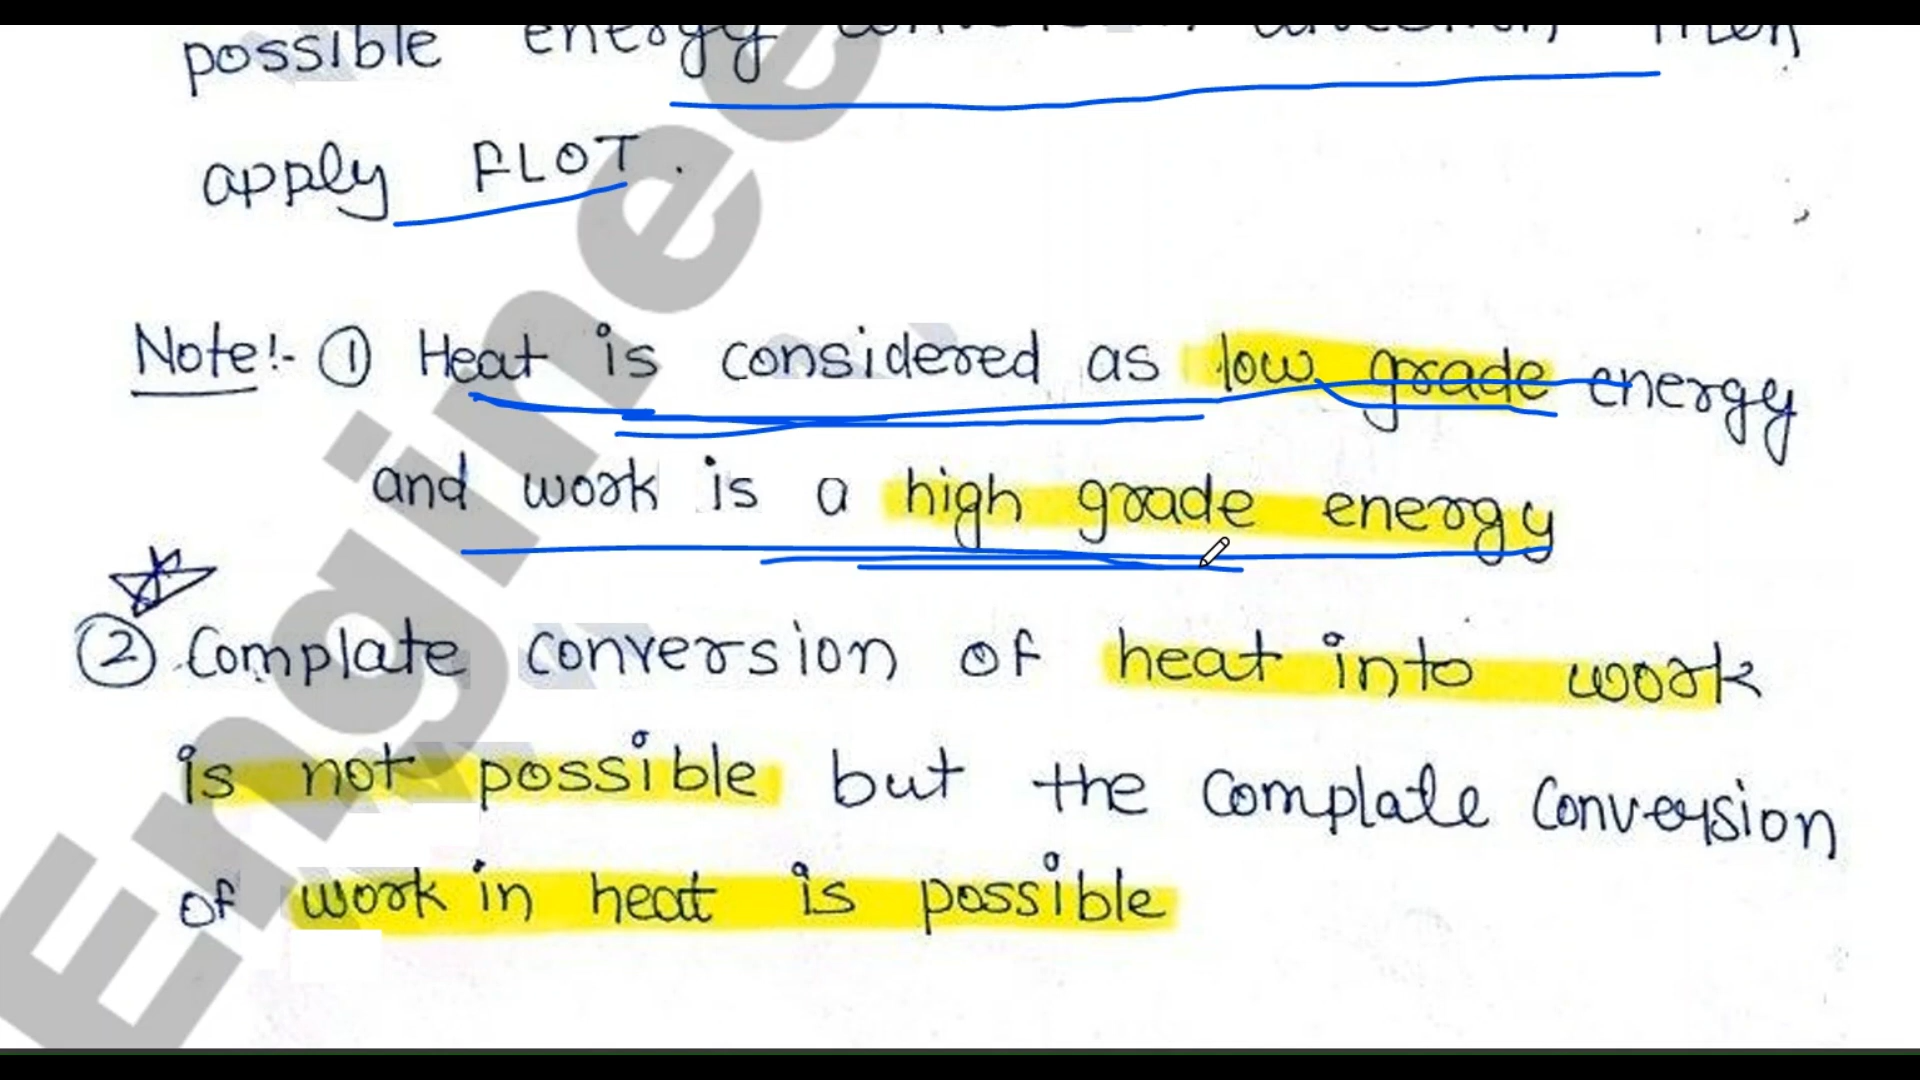 possible energy
apply FLOT.
Note:- ① Heat is considered as low grade energy
and work is a high grade energy
② Complate conversion of heat into work
is not possible but the complate conversion
of work in heat is possible
Enginee